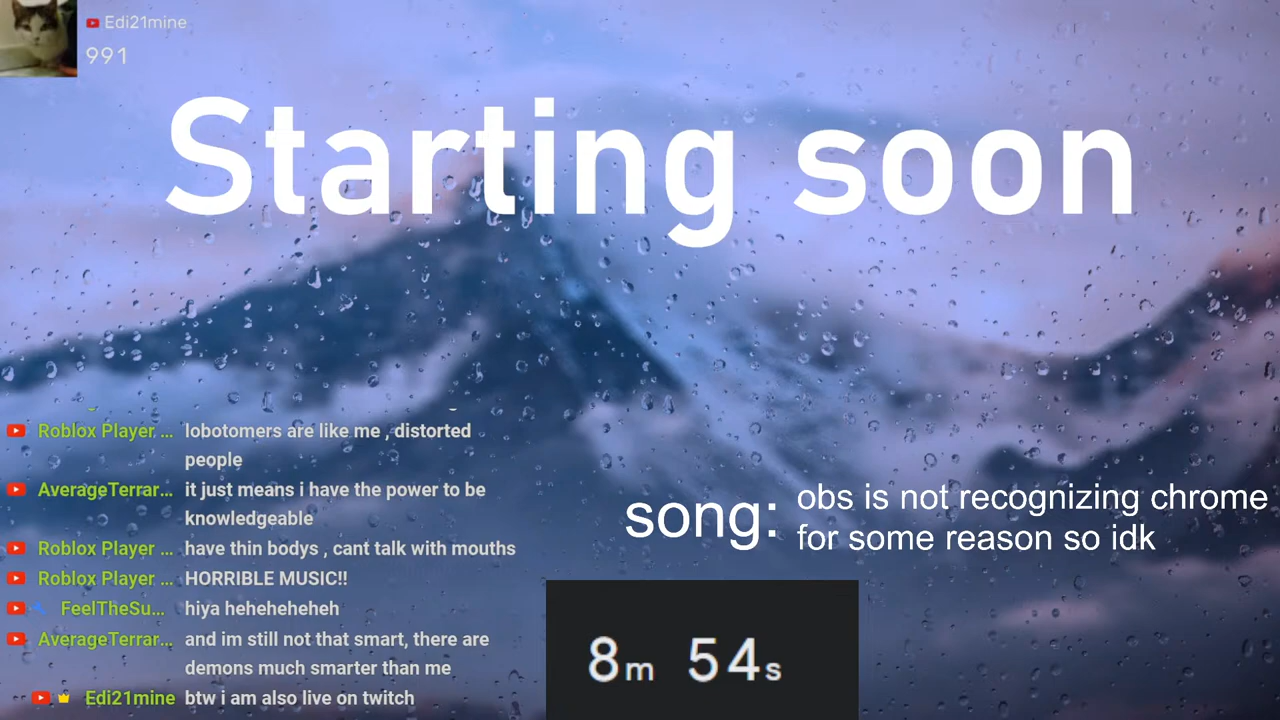 Edi21mine
991
Starting soon
Roblox Player ... lobotomers are like me , distorted
people
AverageTerrar... it just means i have the power to be
knowledgeable
Roblox Player ... have thin bodys , cant talk with mouths
Roblox Player ... HORRIBLE MUSIC!!
FeelTheSu... hiya heheheheheh
AverageTerrar... and im still not that smart, there are
demons much smarter than me
Edi21mine btw i am also live on twitch
song: obs is not recognizing chrome
for some reason so idk
8m 54s